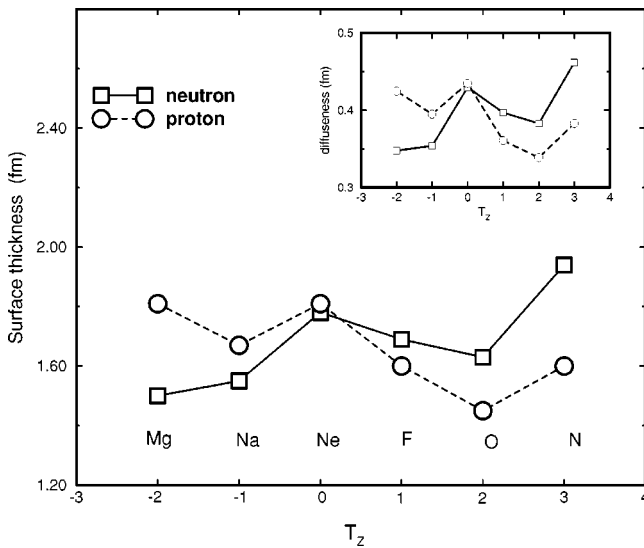 neutron
proton
2.40
2.00
1.60
1.20
Surface thickness (fm)
Mg Na Ne F O N
-3 -2 -1 0 1 2 3 4
T_z
0.5
0.4
0.3
diffuseness (fm)
-3 -2 -1 0 1 2 3 4
T_z